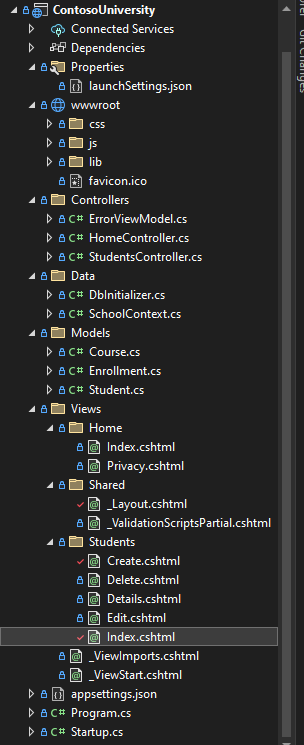 ContosoUniversity
Connected Services
Dependencies
Properties
launchSettings.json
wwwroot
css
js
lib
favicon.ico
Controllers
C# ErrorViewModel.cs
C# HomeController.cs
C# StudentsController.cs
Data
C# DbInitializer.cs
C# SchoolContext.cs
Models
C# Course.cs
C# Enrollment.cs
C# Student.cs
Views
Home
Index.cshtml
Privacy.cshtml
Shared
_Layout.cshtml
_ValidationScriptsPartial.cshtml
Students
Create.cshtml
Delete.cshtml
Details.cshtml
Edit.cshtml
Index.cshtml
_ViewImports.cshtml
_ViewStart.cshtml
appsettings.json
C# Program.cs
C# Startup.cs
Changes